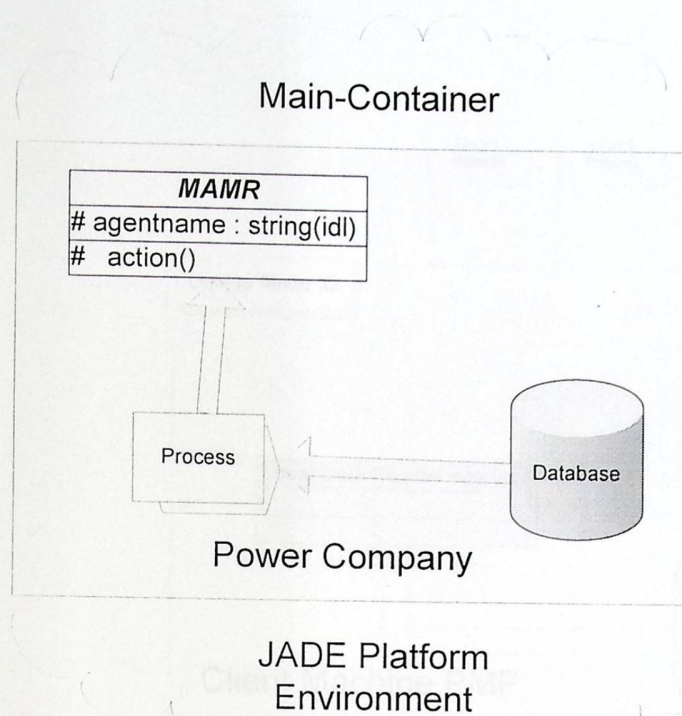 Main-Container
MAMR
# agentname : string(idl)
# action()
Process
Database
Power Company
JADE Platform
Environment